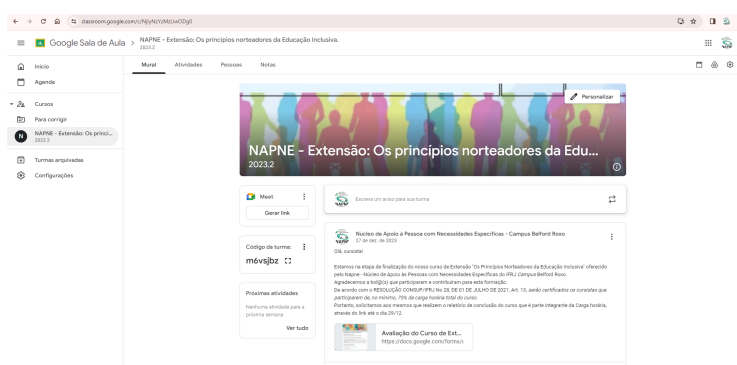 classroom.google.com/c/NjIyNzYzMzUwODg0
Google Sala de Aula
NAPNE - Extensão: Os princípios norteadores da Educação Inclusiva.
2023.2
Início
Agenda
Cursos
Para corrigir
N
NAPNE - Extensão: Os princí...
2023.2
Turmas arquivadas
Configurações
Mural
Atividades
Pessoas
Notas
Personalizar
NAPNE - Extensão: Os princípios norteadores da Edu...
2023.2
Meet
Gerar link
Código da turma:
m6vsjbz
Próximas atividades
Nenhuma atividade para a
próxima semana
Ver tudo
Escreva um aviso para sua turma
Núcleo de Apoio à Pessoa com Necessidades Específicas - Campus Belford Roxo
27 de dez. de 2023
Olá, cursista!
Estamos na etapa da finalização do nosso curso de Extensão "Os Princípios Norteadores da Educação Inclusiva" oferecido
pelo Napne - Núcleo de Apoio às Pessoas com Necessidades Específicas do IFRJ Campus Belford Roxo.
Agradecemos a tod@(s) que participaram e contribuíram para esta formação.
De acordo com o RESOLUÇÃO CONSUP/IFRJ No 28, DE 01 DE JULHO DE 2021, Art. 13, serão certificados os cursistas que
participarem de, no mínimo, 75% da carga horária total do curso.
Portanto, solicitamos aos mesmos que realizem o relatório de conclusão do curso que é parte integrante da Carga horária,
através do link até o dia 29/12.
Avaliação do Curso de Ext...
https://docs.google.com/forms/c